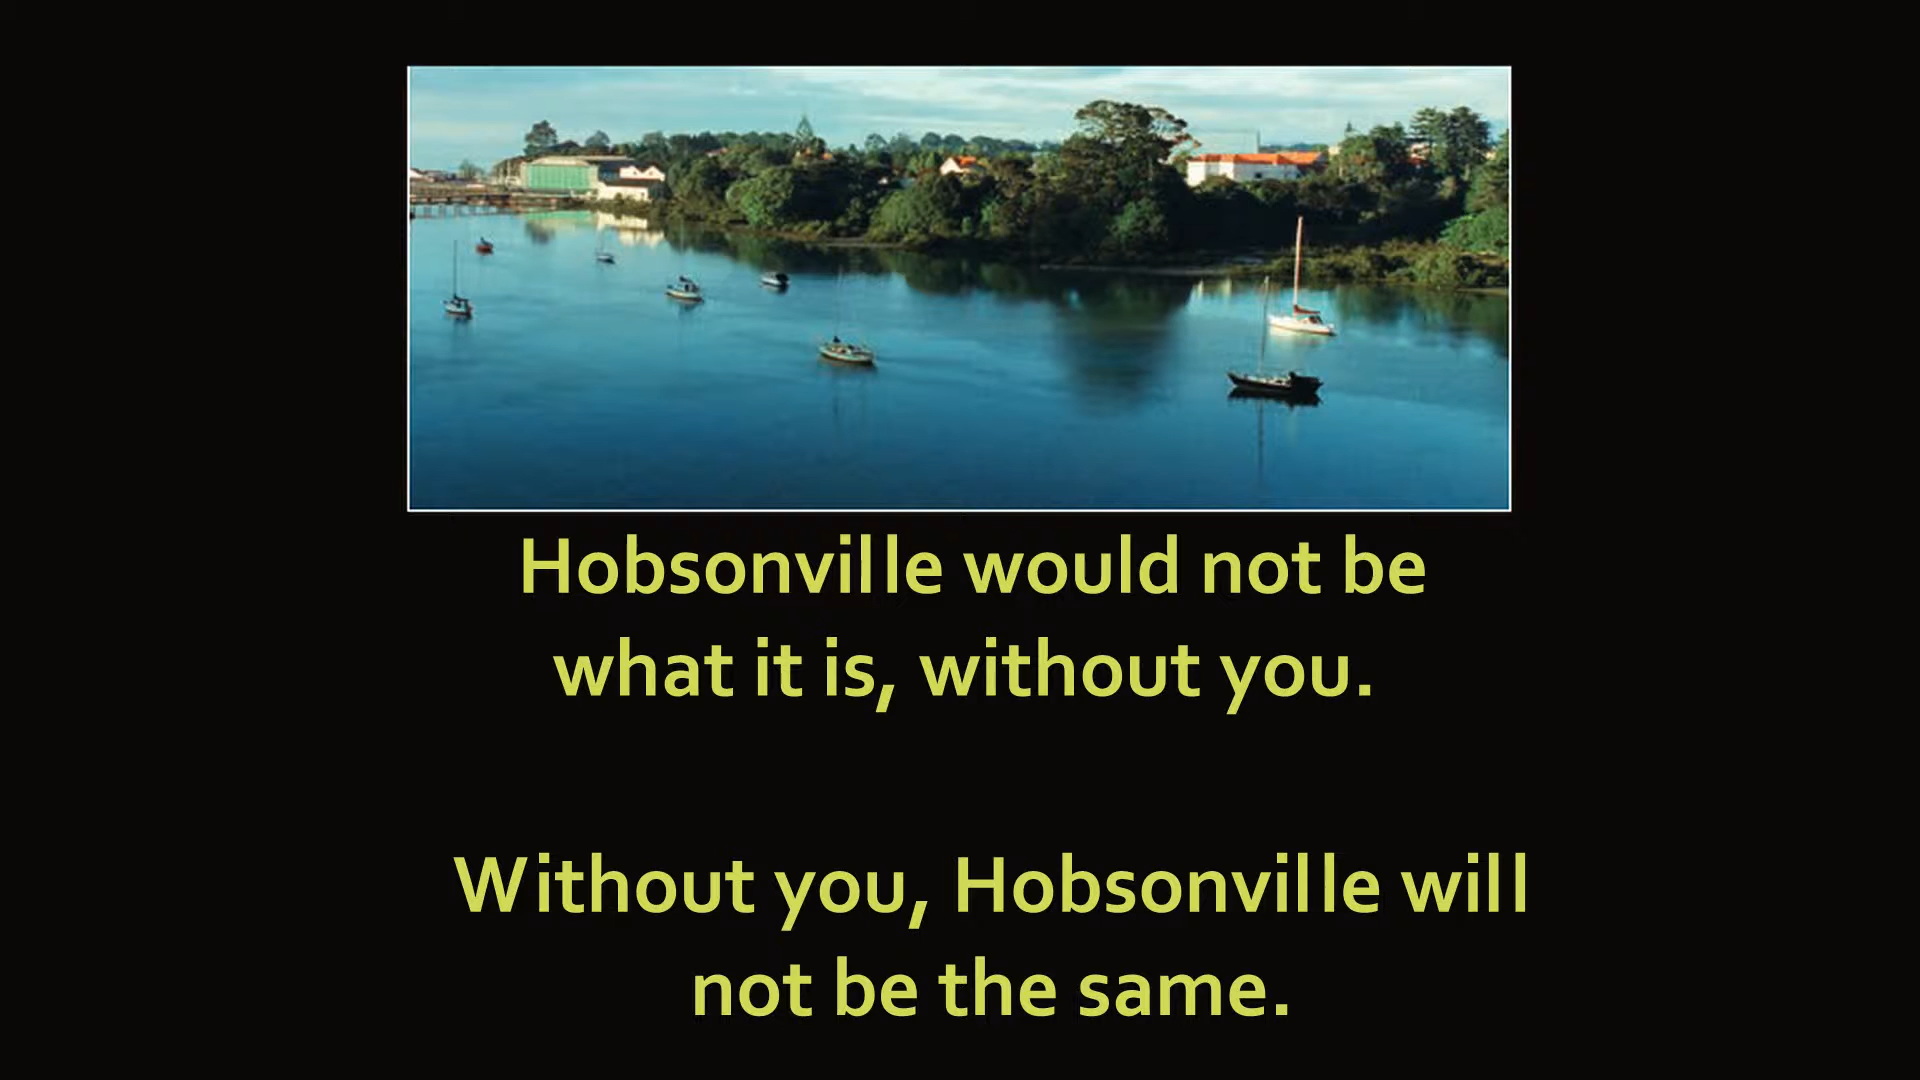 Hobsonville would not be
what it is, without you.
Without you, Hobsonville will
not be the same.